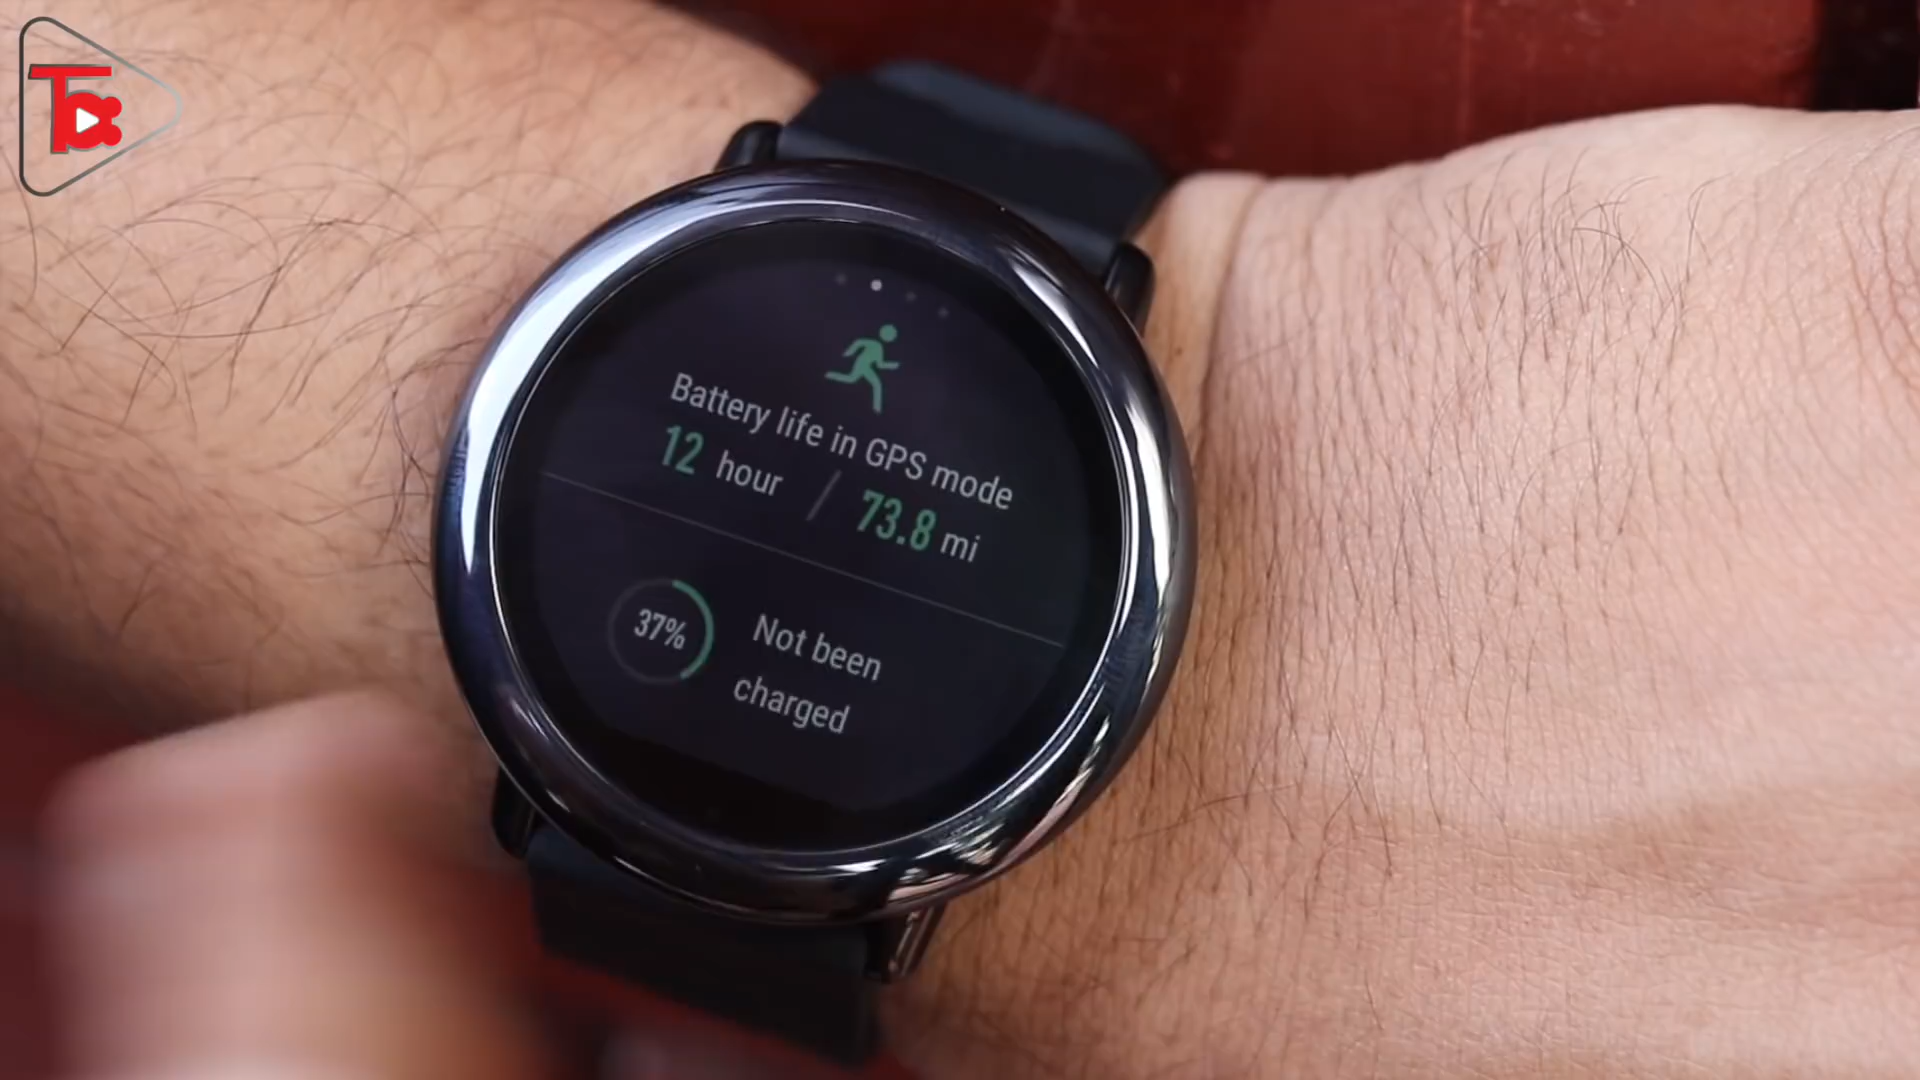 Battery life in GPS mode
12 hour / 73.8 mi
37%
Not been
charged